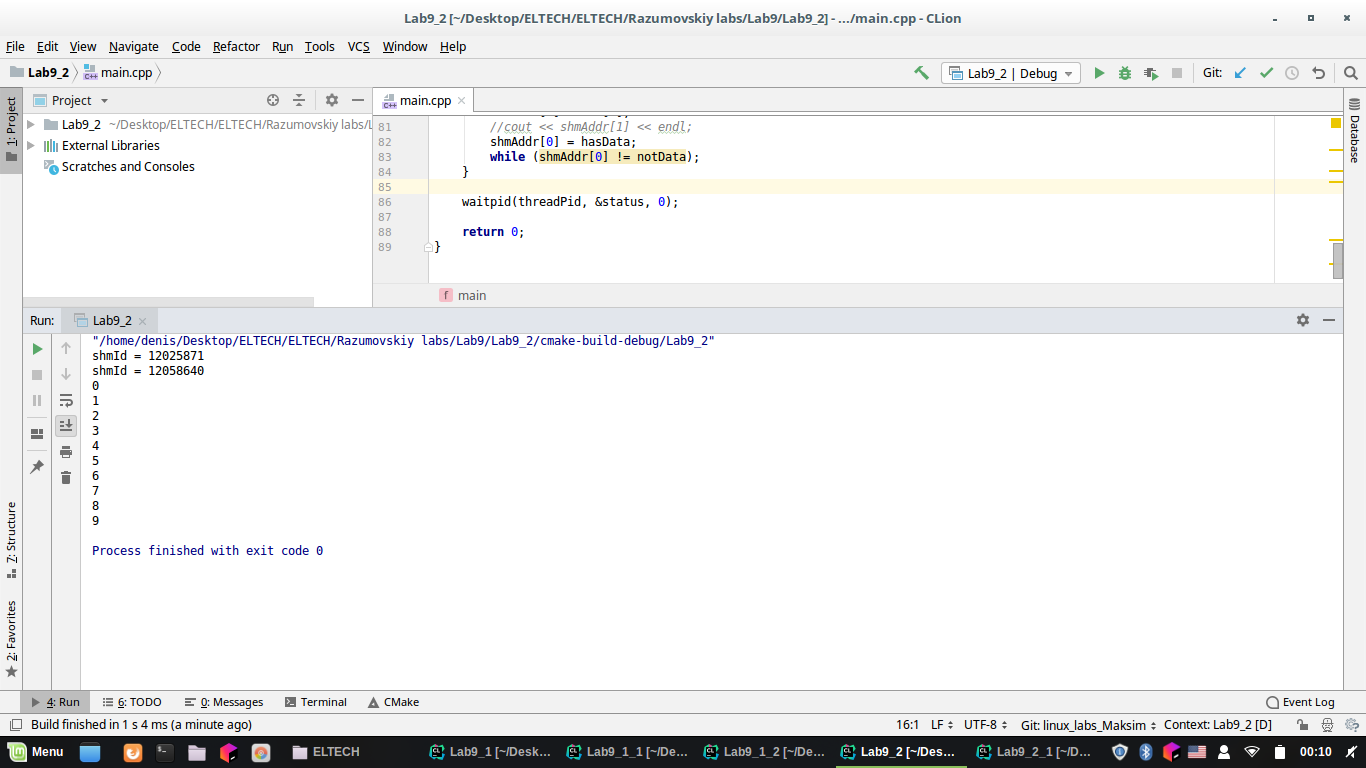 Lab9_2 [~/Desktop/ELTECH/ELTECH/Razumovskiy labs/Lab9/Lab9_2] - .../main.cpp - CLion
File Edit View Navigate Code Refactor Run Tools VCS Window Help
Lab9_2 main.cpp Lab9_2 | Debug Git:
1: Project
Project
main.cpp
Database
Lab9_2 ~/Desktop/ELTECH/ELTECH/Razumovskiy labs/L
External Libraries
Scratches and Consoles
81 //cout << shmAddr[1] << endl;
82 shmAddr[0] = hasData;
83 while (shmAddr[0] != notData);
84 }
85
86 waitpid(threadPid, &status, 0);
87
88 return 0;
89 }
f main
Run: Lab9_2
"/home/denis/Desktop/ELTECH/ELTECH/Razumovskiy labs/Lab9/Lab9_2/cmake-build-debug/Lab9_2"
shmId = 12025871
shmId = 12058640
0
1
2
3
4
5
6
7
8
9
Process finished with exit code 0
7: Structure
2: Favorites
4: Run 6: TODO 0: Messages Terminal CMake Event Log
Build finished in 1 s 4 ms (a minute ago) 16:1 LF UTF-8 Git: linux_labs_Maksim Context: Lab9_2 [D]
Menu ELTECH Lab9_1 [~/Desk... Lab9_1_1 [~/De... Lab9_1_2 [~/De... Lab9_2 [~/Des... Lab9_2_1 [~/D... 00:10